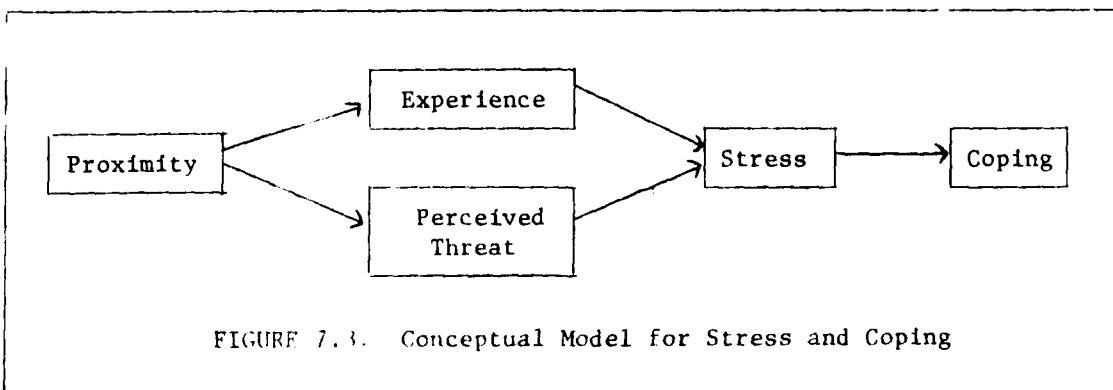 Experience
Proximity
Stress
Coping
Perceived
Threat
FIGURE 7.3. Conceptual Model for Stress and Coping